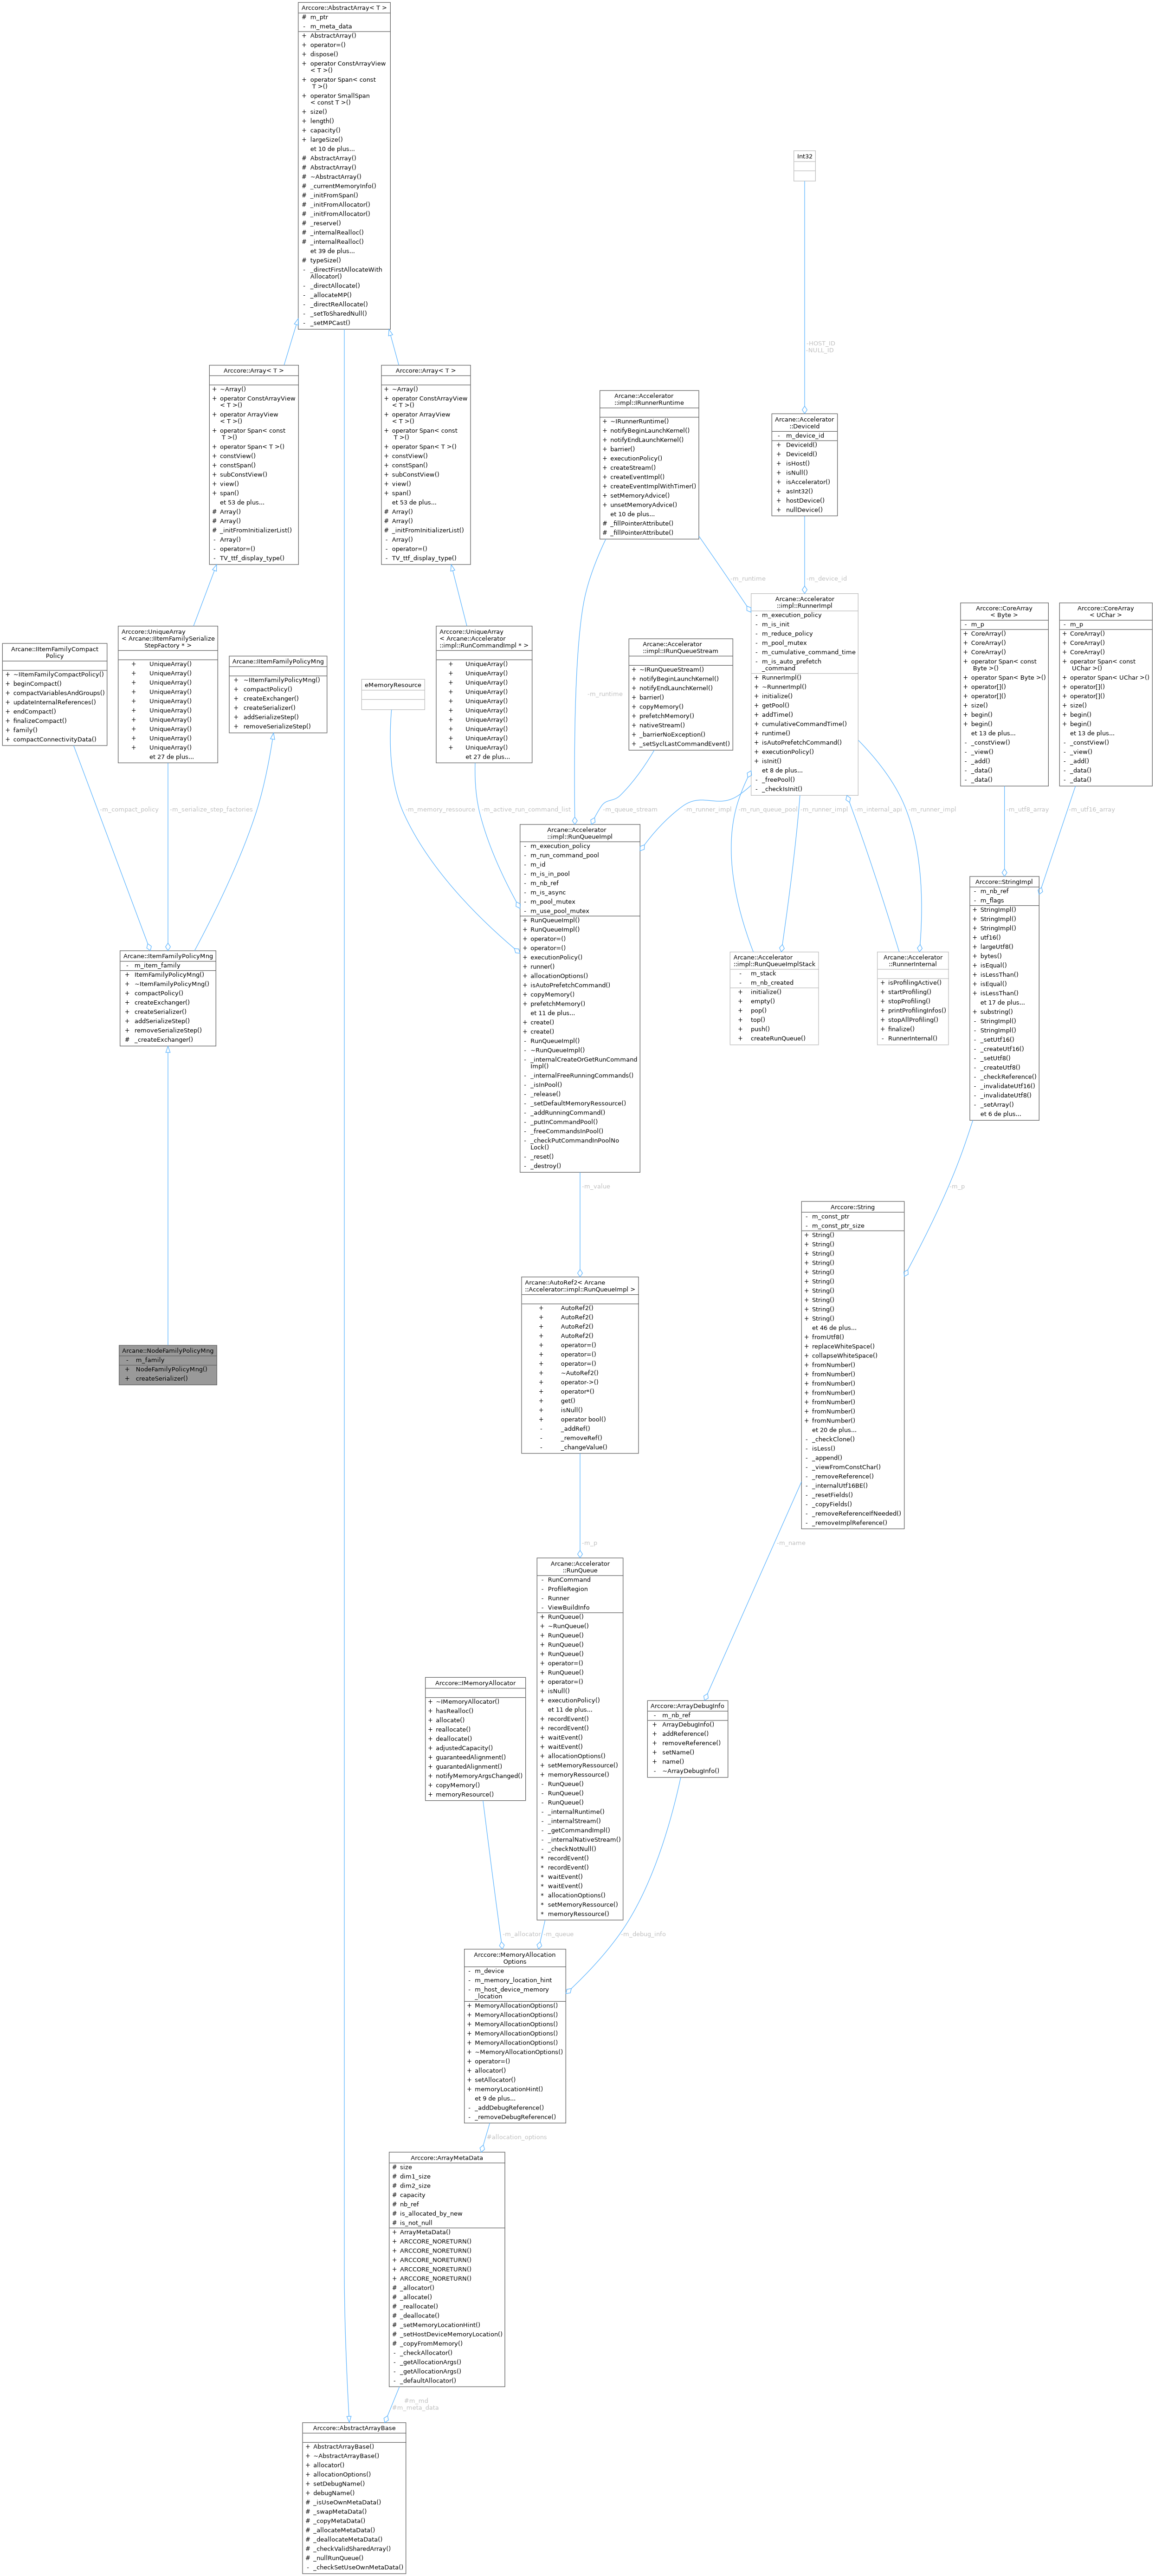 Arccore::AbstractArray< T >
# m_ptr
- m_meta_data
+ AbstractArray()
+ operator=()
+ dispose()
+ operator ConstArrayView
< T >()
+ operator Span< const
T >()
+ operator SmallSpan
< const T >()
+ size()
+ length()
+ capacity()
+ largeSize()
et 10 de plus...
# AbstractArray()
# AbstractArray()
# ~AbstractArray()
# _currentMemoryInfo()
# _initFromSpan()
# _initFromAllocator()
# _initFromAllocator()
# _reserve()
# _internalRealloc()
# _internalRealloc()
et 39 de plus...
# typeSize()
- _directFirstAllocateWith
Allocator()
- _directAllocate()
- _allocateMP()
- _directReAllocate()
- _setToSharedNull()
- _setMPCast()
Int32
-HOST_ID
-NULL_ID
Arccore::Array< T >
+ ~Array()
+ operator ConstArrayView
< T >()
+ operator ArrayView
< T >()
+ operator Span< const
T >()
+ operator Span< T >()
+ constView()
+ constSpan()
+ subConstView()
+ view()
+ span()
et 53 de plus...
# Array()
# Array()
# _initFromInitializerList()
- Array()
- operator=()
- TV_ttf_display_type()
Arccore::Array< T >
+ ~Array()
+ operator ConstArrayView
< T >()
+ operator ArrayView
< T >()
+ operator Span< const
T >()
+ operator Span< T >()
+ constView()
+ constSpan()
+ subConstView()
+ view()
+ span()
et 53 de plus...
# Array()
# Array()
# _initFromInitializerList()
- Array()
- operator=()
- TV_ttf_display_type()
Arcane::Accelerator
::impl::IRunnerRuntime
+ ~IRunnerRuntime()
+ notifyBeginLaunchKernel()
+ notifyEndLaunchKernel()
+ barrier()
+ executionPolicy()
+ createStream()
+ createEventImpl()
+ createEventImplWithTimer()
+ setMemoryAdvice()
+ unsetMemoryAdvice()
et 10 de plus...
# _fillPointerAttribute()
# _fillPointerAttribute()
Arcane::Accelerator
::DeviceId
- m_device_id
+ DeviceId()
+ DeviceId()
+ isHost()
+ isNull()
+ isAccelerator()
+ asInt32()
+ hostDevice()
+ nullDevice()
-m_runtime
-m_device_id
Arcane::IItemFamilyCompact
Policy
+ ~IItemFamilyCompactPolicy()
+ beginCompact()
+ compactVariablesAndGroups()
+ updateInternalReferences()
+ endCompact()
+ finalizeCompact()
+ family()
+ compactConnectivityData()
Arccore::UniqueArray
< Arcane::IItemFamilySerialize
StepFactory * >
+ UniqueArray()
+ UniqueArray()
+ UniqueArray()
+ UniqueArray()
+ UniqueArray()
+ UniqueArray()
+ UniqueArray()
+ UniqueArray()
+ UniqueArray()
+ UniqueArray()
et 27 de plus...
Arcane::IItemFamilyPolicyMng
+ ~IItemFamilyPolicyMng()
+ compactPolicy()
+ createExchanger()
+ createSerializer()
+ addSerializeStep()
+ removeSerializeStep()
eMemoryResource
Arccore::UniqueArray
< Arcane::Accelerator
::impl::RunCommandImpl * >
+ UniqueArray()
+ UniqueArray()
+ UniqueArray()
+ UniqueArray()
+ UniqueArray()
+ UniqueArray()
+ UniqueArray()
+ UniqueArray()
+ UniqueArray()
+ UniqueArray()
et 27 de plus...
-m_runtime
Arcane::Accelerator
::impl::IRunQueueStream
+ ~IRunQueueStream()
+ notifyBeginLaunchKernel()
+ notifyEndLaunchKernel()
+ barrier()
+ copyMemory()
+ prefetchMemory()
+ nativeStream()
+ _barrierNoException()
+ _setSyclLastCommandEvent()
Arcane::Accelerator
::impl::RunnerImpl
- m_execution_policy
- m_is_init
- m_reduce_policy
- m_pool_mutex
- m_cumulative_command_time
- m_is_auto_prefetch
_command
+ RunnerImpl()
+ ~RunnerImpl()
+ initialize()
+ getPool()
+ addTime()
+ cumulativeCommandTime()
+ runtime()
+ isAutoPrefetchCommand()
+ executionPolicy()
+ isInit()
et 8 de plus...
- _freePool()
- _checkIsInit()
Arccore::CoreArray
< Byte >
- m_p
+ CoreArray()
+ CoreArray()
+ CoreArray()
+ operator Span< const
Byte >()
+ operator Span< Byte >()
+ operator[]()
+ operator[]()
+ size()
+ begin()
+ begin()
et 13 de plus...
- _constView()
- _view()
- _add()
- _data()
- _data()
Arccore::CoreArray
< UChar >
- m_p
+ CoreArray()
+ CoreArray()
+ CoreArray()
+ operator Span< const
UChar >()
+ operator Span< UChar >()
+ operator[]()
+ operator[]()
+ size()
+ begin()
+ begin()
et 13 de plus...
- _constView()
- _view()
- _add()
- _data()
- _data()
-m_compact_policy
-m_serialize_step_factories
-m_memory_ressource
-m_active_run_command_list
-m_queue_stream
-m_runner_impl
-m_run_queue_pool
-m_runner_impl
-m_internal_api
-m_runner_impl
-m_utf8_array
-m_utf16_array
Arcane::ItemFamilyPolicyMng
- m_item_family
+ ItemFamilyPolicyMng()
+ ~ItemFamilyPolicyMng()
+ compactPolicy()
+ createExchanger()
+ createSerializer()
+ addSerializeStep()
+ removeSerializeStep()
# _createExchanger()
Arcane::Accelerator
::impl::RunQueueImpl
- m_execution_policy
- m_run_command_pool
- m_id
- m_is_in_pool
- m_nb_ref
- m_is_async
- m_pool_mutex
- m_use_pool_mutex
+ RunQueueImpl()
+ RunQueueImpl()
+ operator=()
+ operator=()
+ executionPolicy()
+ runner()
+ allocationOptions()
+ isAutoPrefetchCommand()
+ copyMemory()
+ prefetchMemory()
et 11 de plus...
+ create()
+ create()
- RunQueueImpl()
- ~RunQueueImpl()
- _internalCreateOrGetRunCommand
Impl()
- _internalFreeRunningCommands()
- _isInPool()
- _release()
- _setDefaultMemoryRessource()
- _addRunningCommand()
- _putInCommandPool()
- _freeCommandsInPool()
- _checkPutCommandInPoolNo
Lock()
- _reset()
- _destroy()
Arcane::Accelerator
::impl::RunQueueImplStack
- m_stack
- m_nb_created
+ initialize()
+ empty()
+ pop()
+ top()
+ push()
+ createRunQueue()
Arcane::Accelerator
::RunnerInternal
+ isProfilingActive()
+ startProfiling()
+ stopProfiling()
+ printProfilingInfos()
+ stopAllProfiling()
+ finalize()
- RunnerInternal()
Arccore::StringImpl
- m_nb_ref
- m_flags
+ StringImpl()
+ StringImpl()
+ StringImpl()
+ utf16()
+ largeUtf8()
+ bytes()
+ isEqual()
+ isLessThan()
+ isEqual()
+ isLessThan()
et 17 de plus...
+ substring()
- StringImpl()
- StringImpl()
- _setUtf16()
- _createUtf16()
- _setUtf8()
- _createUtf8()
- _checkReference()
- _invalidateUtf16()
- _invalidateUtf8()
- _setArray()
et 6 de plus...
-m_value
-m_p
Arccore::String
- m_const_ptr
- m_const_ptr_size
+ String()
+ String()
+ String()
+ String()
+ String()
+ String()
+ String()
+ String()
+ String()
+ String()
et 46 de plus...
+ fromUtf8()
+ replaceWhiteSpace()
+ collapseWhiteSpace()
+ fromNumber()
+ fromNumber()
+ fromNumber()
+ fromNumber()
+ fromNumber()
+ fromNumber()
+ fromNumber()
et 20 de plus...
- _checkClone()
- isLess()
- _append()
- _viewFromConstChar()
- _removeReference()
- _internalUtf16BE()
- _resetFields()
- _copyFields()
- _removeReferenceIfNeeded()
- _removeImplReference()
Arcane::AutoRef2< Arcane
::Accelerator::impl::RunQueueImpl >
+ AutoRef2()
+ AutoRef2()
+ AutoRef2()
+ AutoRef2()
+ operator=()
+ operator=()
+ operator=()
+ ~AutoRef2()
+ operator->()
+ operator*()
+ get()
+ isNull()
+ operator bool()
- _addRef()
- _removeRef()
- _changeValue()
Arcane::NodeFamilyPolicyMng
- m_family
+ NodeFamilyPolicyMng()
+ createSerializer()
-m_p
-m_name
Arcane::Accelerator
::RunQueue
- RunCommand
- ProfileRegion
- Runner
- ViewBuildInfo
+ RunQueue()
+ ~RunQueue()
+ RunQueue()
+ RunQueue()
+ RunQueue()
+ operator=()
+ RunQueue()
+ operator=()
+ isNull()
+ executionPolicy()
et 11 de plus...
+ recordEvent()
+ recordEvent()
+ waitEvent()
+ waitEvent()
+ allocationOptions()
+ setMemoryRessource()
+ memoryRessource()
- RunQueue()
- RunQueue()
- RunQueue()
- _internalRuntime()
- _internalStream()
- _getCommandImpl()
- _internalNativeStream()
- _checkNotNull()
* recordEvent()
* recordEvent()
* waitEvent()
* waitEvent()
* allocationOptions()
* setMemoryRessource()
* memoryRessource()
Arccore::IMemoryAllocator
+ ~IMemoryAllocator()
+ hasRealloc()
+ allocate()
+ reallocate()
+ deallocate()
+ adjustedCapacity()
+ guaranteedAlignment()
+ guarantedAlignment()
+ notifyMemoryArgsChanged()
+ copyMemory()
+ memoryResource()
Arccore::ArrayDebugInfo
- m_nb_ref
+ ArrayDebugInfo()
+ addReference()
+ removeReference()
+ setName()
+ name()
- ~ArrayDebugInfo()
-m_allocator
-m_queue
-m_debug_info
Arccore::MemoryAllocation
Options
- m_device
- m_memory_location_hint
- m_host_device_memory
_location
+ MemoryAllocationOptions()
+ MemoryAllocationOptions()
+ MemoryAllocationOptions()
+ MemoryAllocationOptions()
+ MemoryAllocationOptions()
+ ~MemoryAllocationOptions()
+ operator=()
+ allocator()
+ setAllocator()
+ memoryLocationHint()
et 9 de plus...
- _addDebugReference()
- _removeDebugReference()
#allocation_options
Arccore::ArrayMetaData
# size
# dim1_size
# dim2_size
# capacity
# nb_ref
# is_allocated_by_new
# is_not_null
+ ArrayMetaData()
+ ARCCORE_NORETURN()
+ ARCCORE_NORETURN()
+ ARCCORE_NORETURN()
+ ARCCORE_NORETURN()
+ ARCCORE_NORETURN()
# _allocator()
# _allocate()
# _reallocate()
# _deallocate()
# _setMemoryLocationHint()
# _setHostDeviceMemoryLocation()
# _copyFromMemory()
- _checkAllocator()
- _getAllocationArgs()
- _getAllocationArgs()
- _defaultAllocator()
#m_md
#m_meta_data
Arccore::AbstractArrayBase
+ AbstractArrayBase()
+ ~AbstractArrayBase()
+ allocator()
+ allocationOptions()
+ setDebugName()
+ debugName()
# _isUseOwnMetaData()
# _swapMetaData()
# _copyMetaData()
# _allocateMetaData()
# _deallocateMetaData()
# _checkValidSharedArray()
# _nullRunQueue()
- _checkSetUseOwnMetaData()